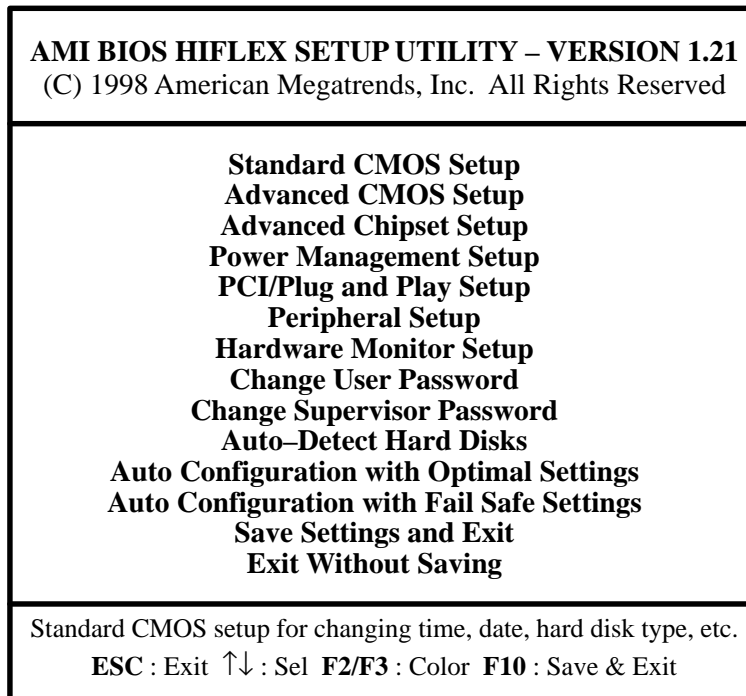 AMI BIOS HIFLEX SETUP UTILITY – VERSION 1.21
(C) 1998 American Megatrends, Inc. All Rights Reserved
Standard CMOS Setup
Advanced CMOS Setup
Advanced Chipset Setup
Power Management Setup
PCI/Plug and Play Setup
Peripheral Setup
Hardware Monitor Setup
Change User Password
Change Supervisor Password
Auto–Detect Hard Disks
Auto Configuration with Optimal Settings
Auto Configuration with Fail Safe Settings
Save Settings and Exit
Exit Without Saving
Standard CMOS setup for changing time, date, hard disk type, etc.
ESC : Exit ↑↓ : Sel F2/F3 : Color F10 : Save & Exit